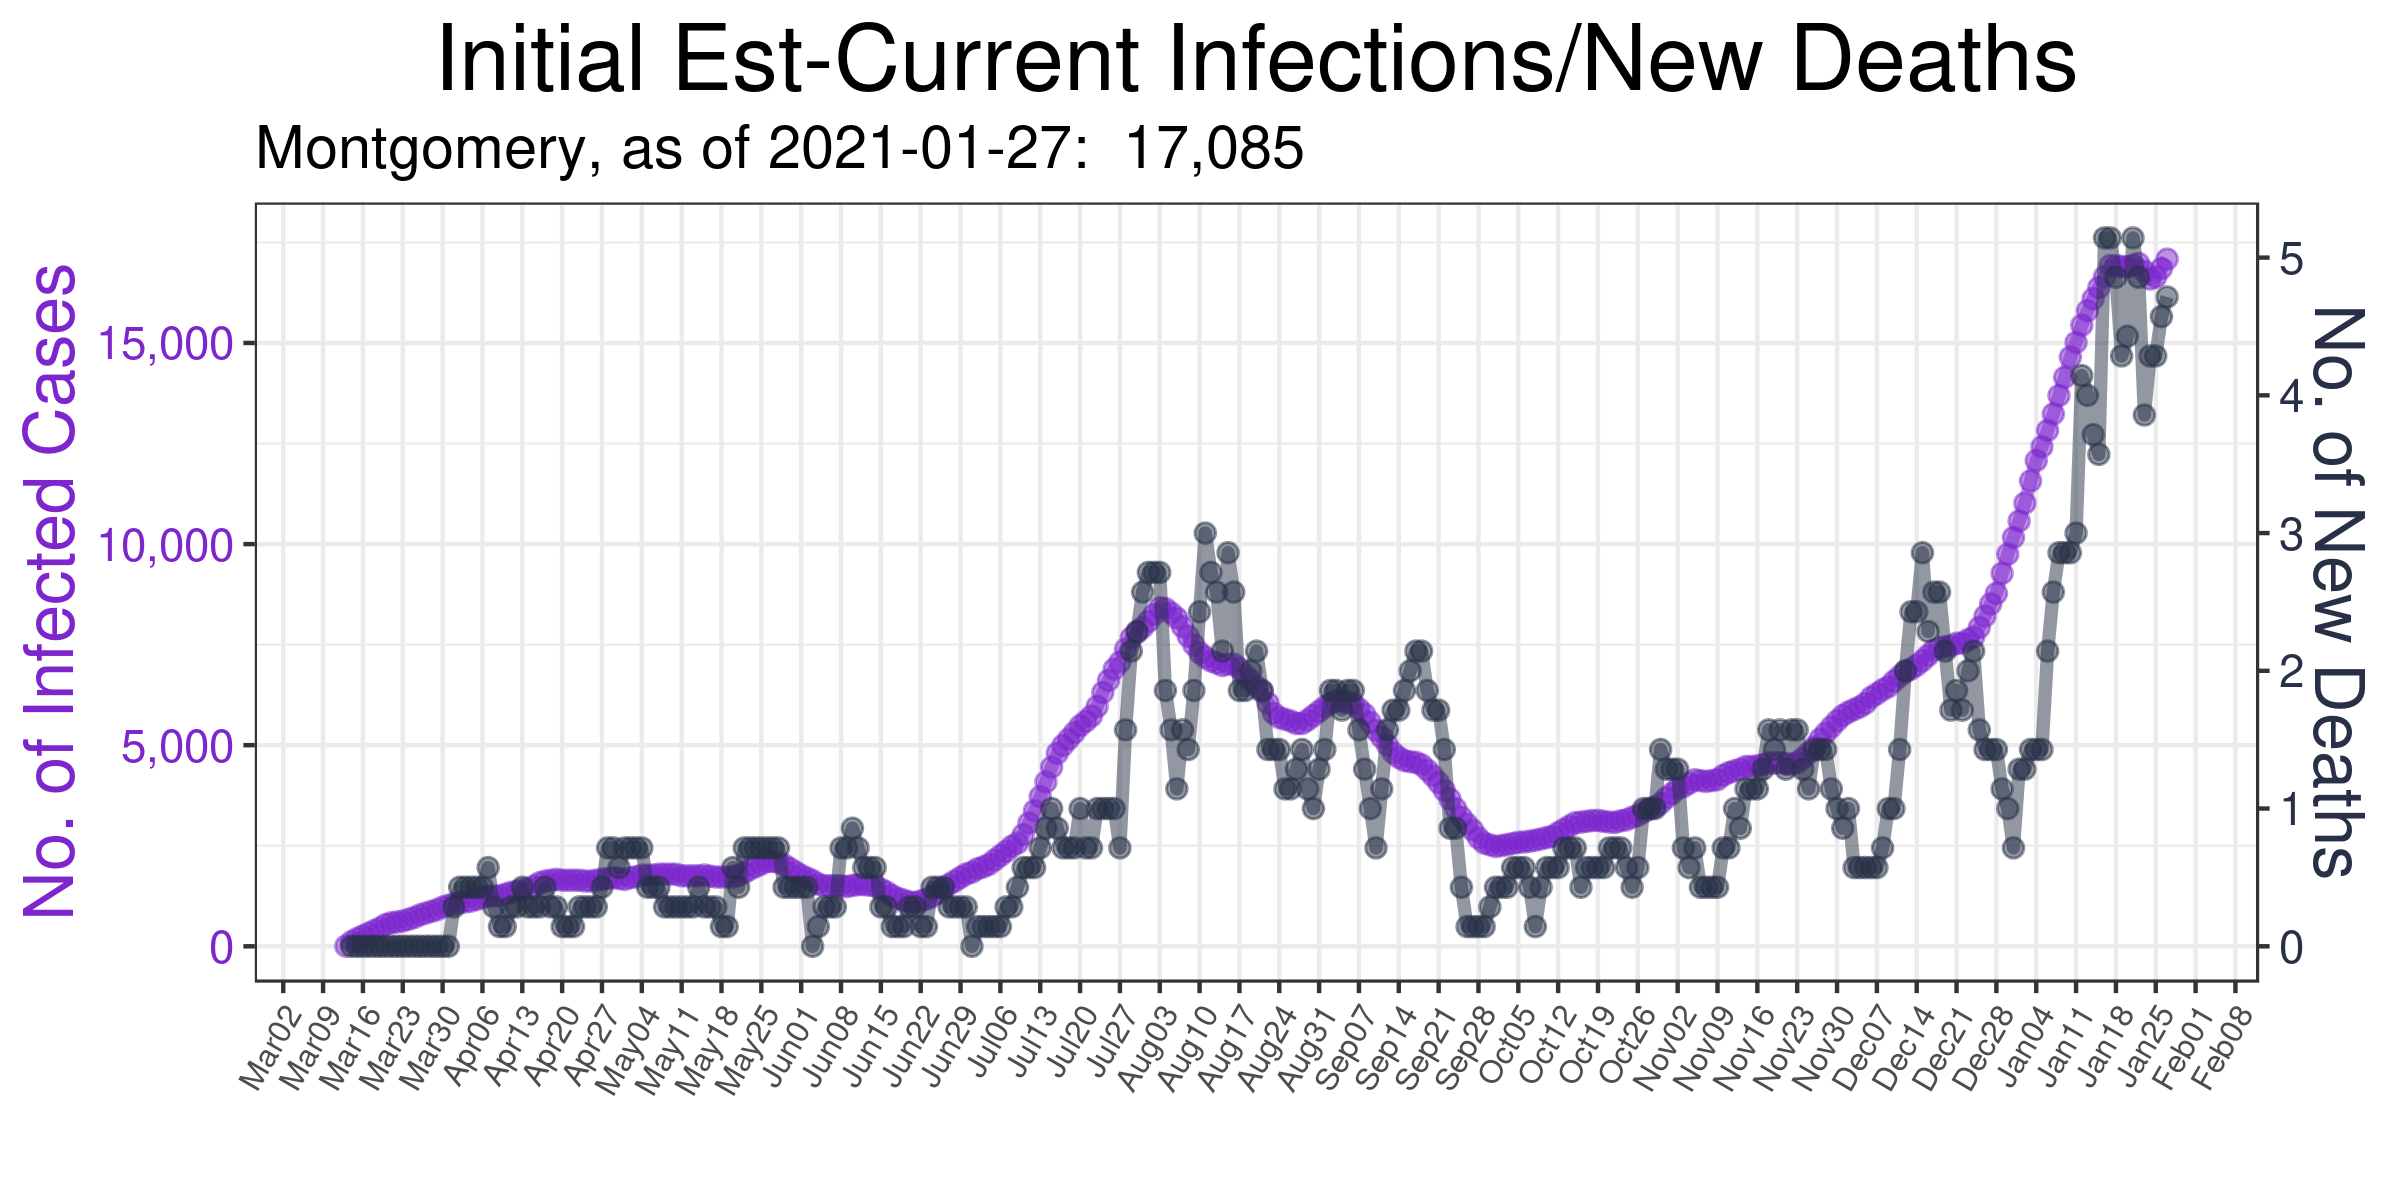 Initial Est-Current Infections/New Deaths
Montgomery, as of 2021-01-27:  17,085
No. of Infected Cases
15,000
10,000
5,000
0
5
4
3
2
1
0
No. of New Deaths
Mar02
Mar09
Mar16
Mar23
Mar30
Apr06
Apr13
Apr20
Apr27
May04
May11
May18
May25
Jun01
Jun08
Jun15
Jun22
Jun29
Jul06
Jul13
Jul20
Jul27
Aug03
Aug10
Aug17
Aug24
Aug31
Sep07
Sep14
Sep21
Sep28
Oct05
Oct12
Oct19
Oct26
Nov02
Nov09
Nov16
Nov23
Nov30
Dec07
Dec14
Dec21
Dec28
Jan04
Jan11
Jan18
Jan25
Feb01
Feb08